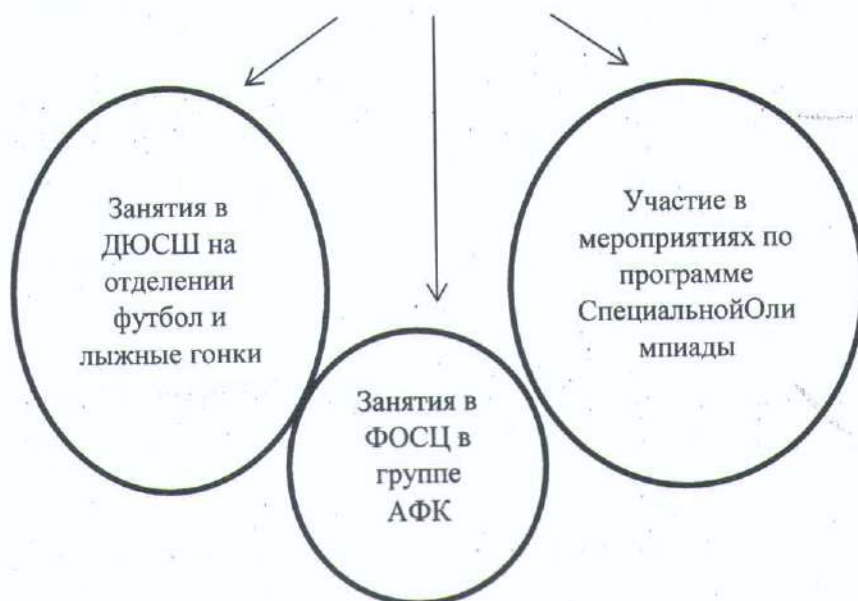 Занятия в
ДЮСШ на
отделении
футбол и
лыжные гонки
Занятия в
ФОСЦ в
группе
АФК
Участие в
мероприятиях по
программе
СпециальнойОли
мпиады